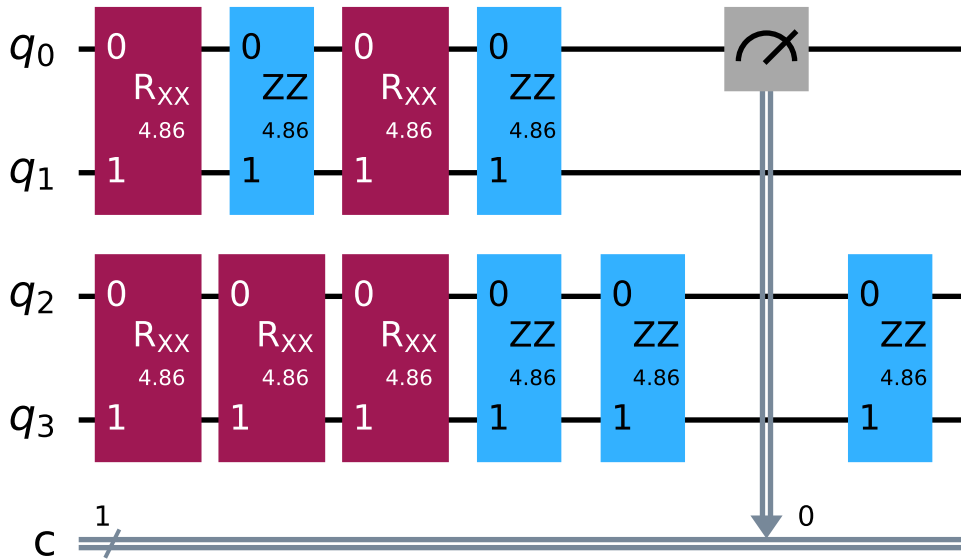 q0 0 0 0 0
RXX ZZ RXX ZZ
4.86 4.86 4.86 4.86
q1 1 1 1 1
q2 0 0 0 0 0 0
RXX RXX RXX ZZ ZZ ZZ
4.86 4.86 4.86 4.86 4.86 4.86
q3 1 1 1 1 1 1
1 0
c